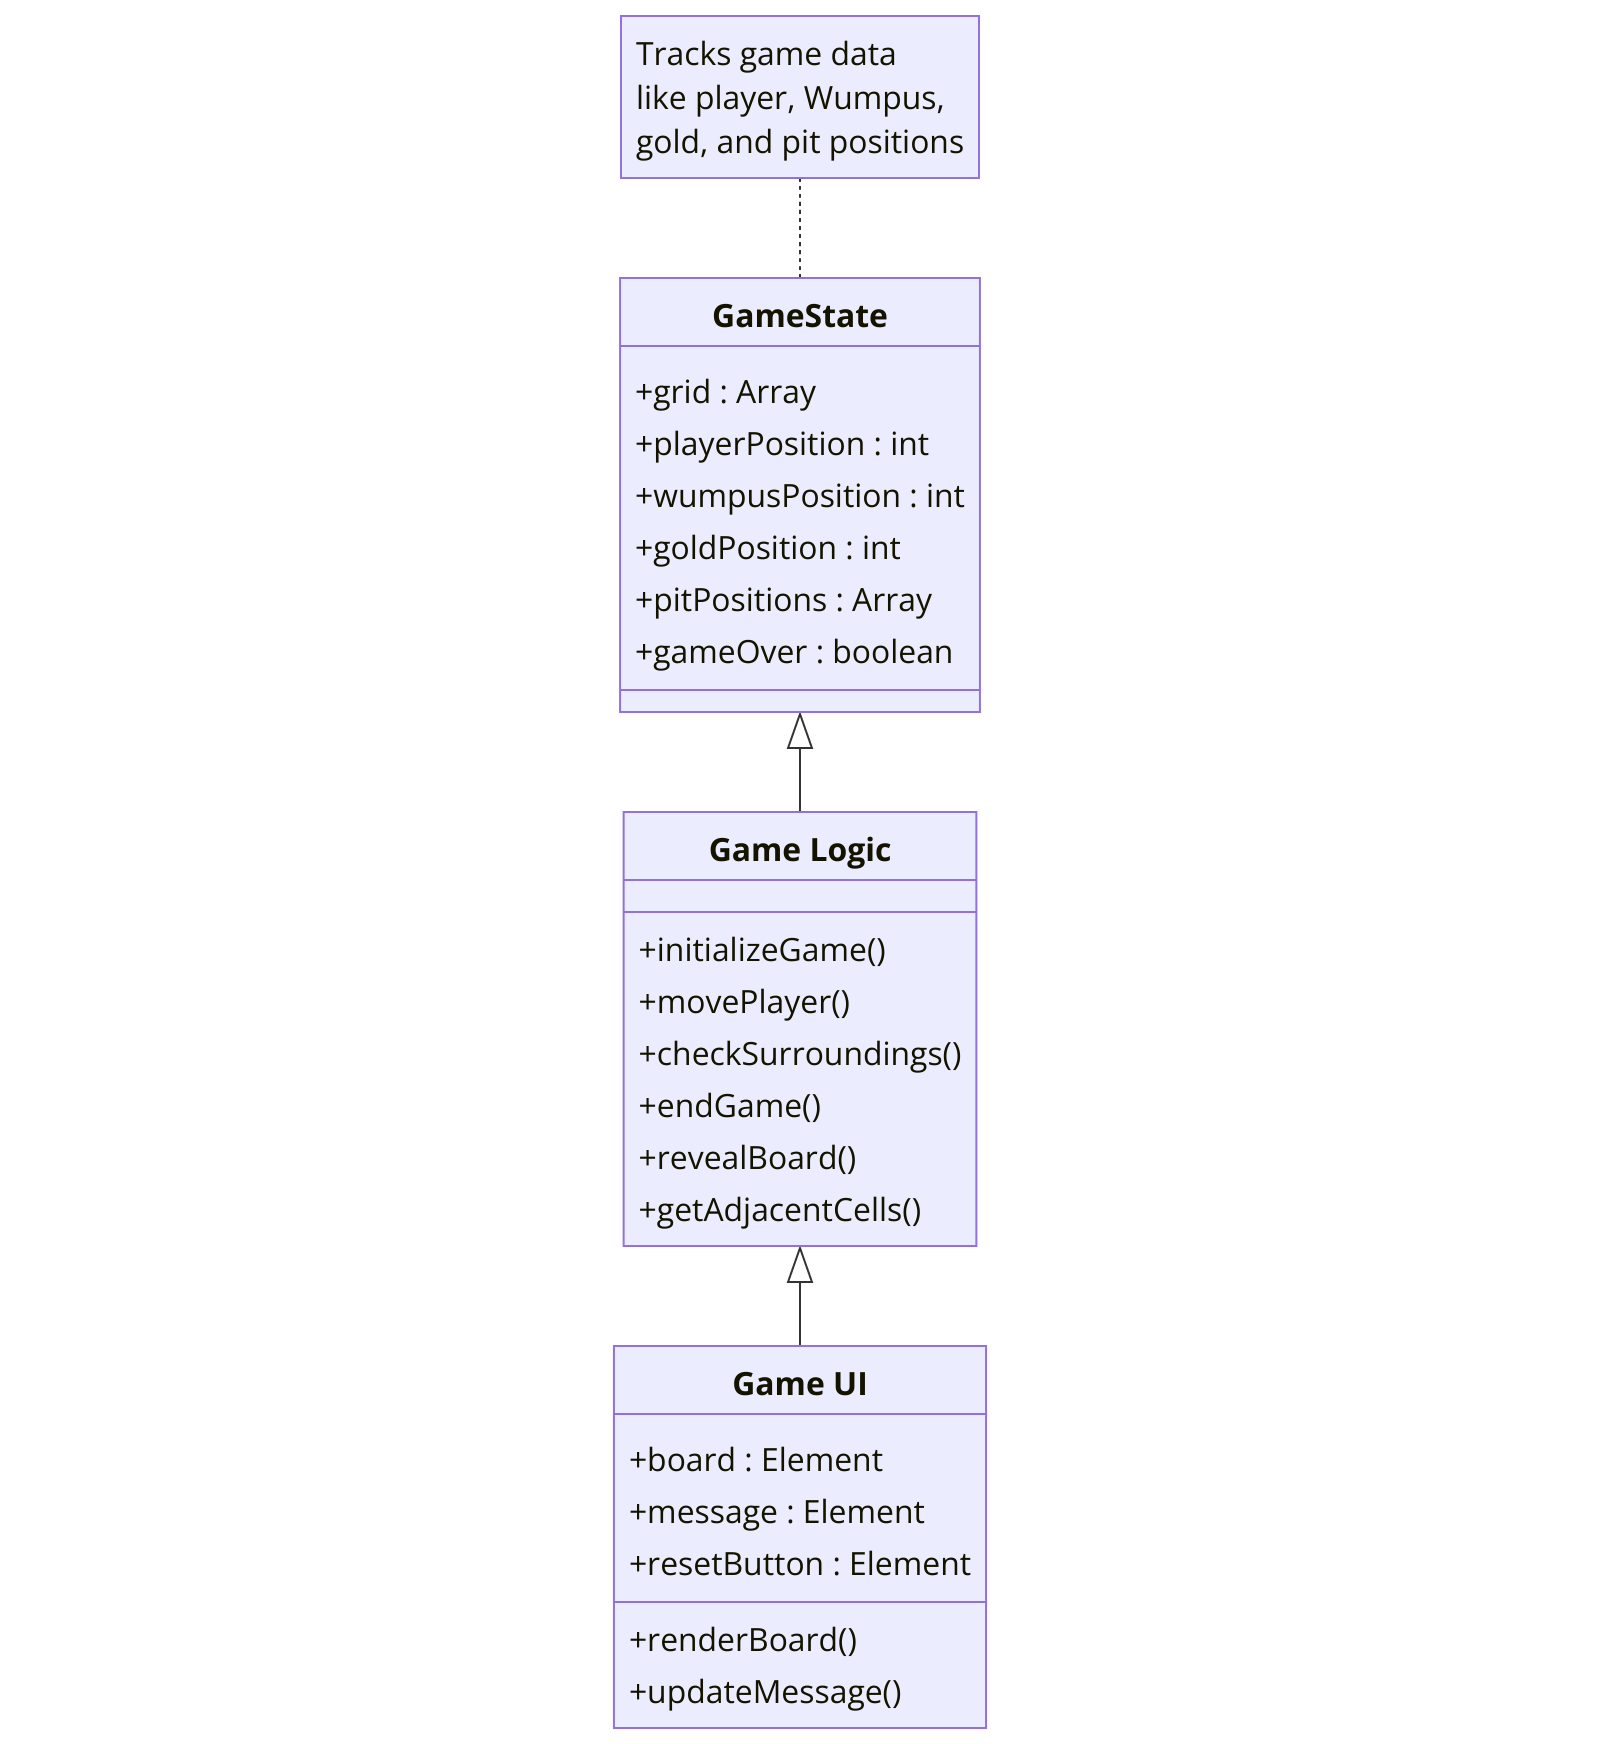 Tracks game data
like player, Wumpus,
gold, and pit positions
GameState
+grid : Array
+playerPosition : int
+wumpusPosition : int
+goldPosition : int
+pitPositions : Array
+gameOver : boolean
Game Logic
+initializeGame()
+movePlayer()
+checkSurroundings()
+endGame()
+revealBoard()
+getAdjacentCells()
Game UI
+board : Element
+message : Element
+resetButton : Element
+renderBoard()
+updateMessage()